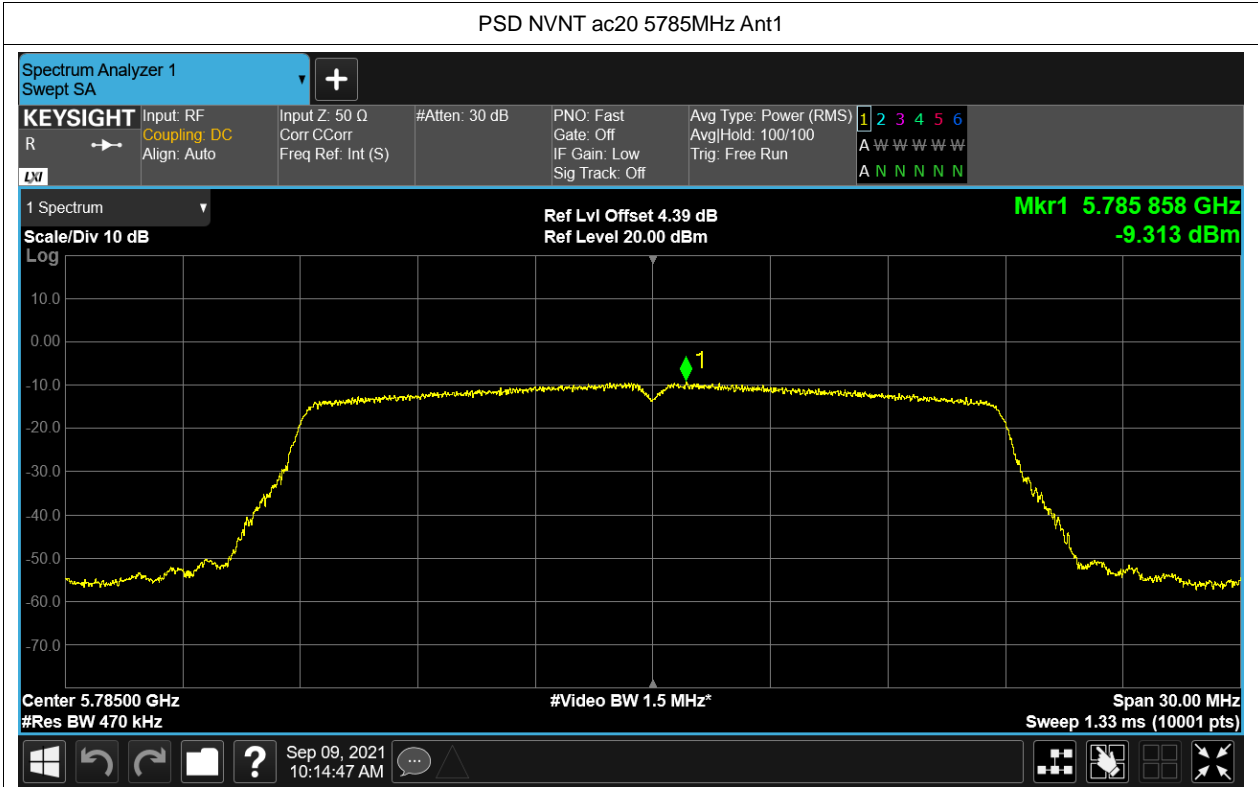 PSD NVNT ac20 5785MHz Ant1
Spectrum Analyzer 1
Swept SA
▼
+
KEYSIGHT
R
LXI
Input: RF
Coupling: DC
Align: Auto
Input Z: 50 Ω
Corr CCorr
Freq Ref: Int (S)
#Atten: 30 dB
PNO: Fast
Gate: Off
IF Gain: Low
Sig Track: Off
Avg Type: Power (RMS)
Avg|Hold: 100/100
Trig: Free Run
1 2 3 4 5 6
A W W W W W
A N N N N N
1 Spectrum ▼
Scale/Div 10 dB
Log
Ref Lvl Offset 4.39 dB
Ref Level 20.00 dBm
Mkr1 5.785 858 GHz
-9.313 dBm
10.0
0.00
-10.0
-20.0
-30.0
-40.0
-50.0
-60.0
-70.0
1
Center 5.78500 GHz
#Res BW 470 kHz
#Video BW 1.5 MHz*
Span 30.00 MHz
Sweep 1.33 ms (10001 pts)
?
Sep 09, 2021
10:14:47 AM